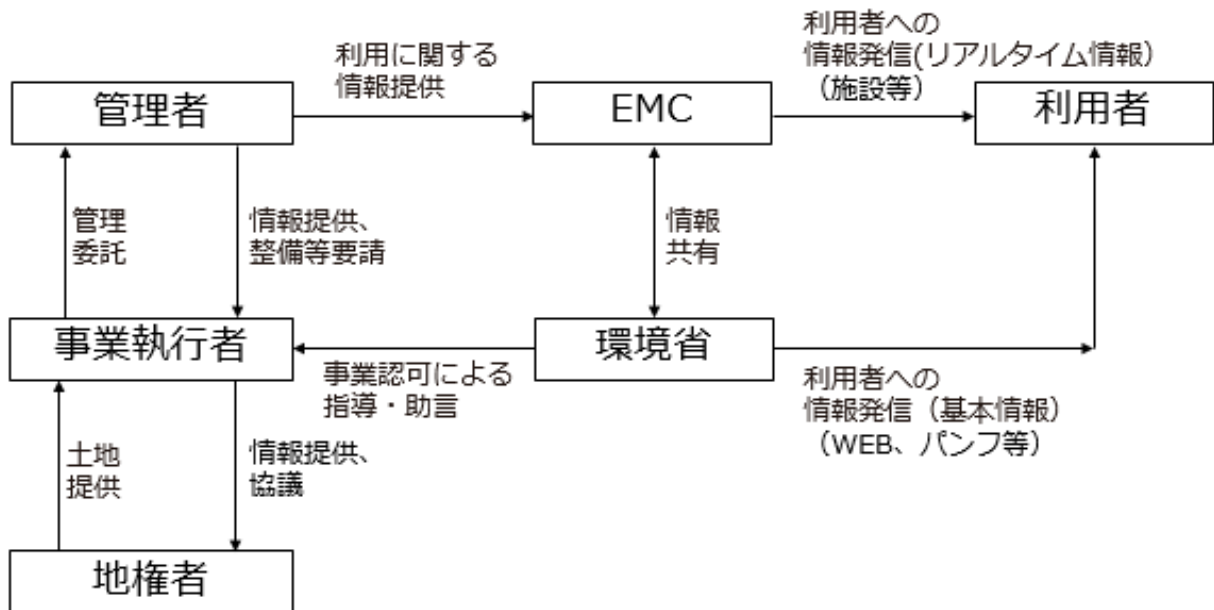 利用に関する
情報提供
利用者への
情報発信(リアルタイム情報)
（施設等）
管理者
EMC
利用者
管理
委託
情報提供、
整備等要請
情報
共有
事業執行者
環境省
事業認可による
指導・助言
利用者への
情報発信（基本情報）
（WEB、パンフ等）
土地
提供
情報提供、
協議
地権者